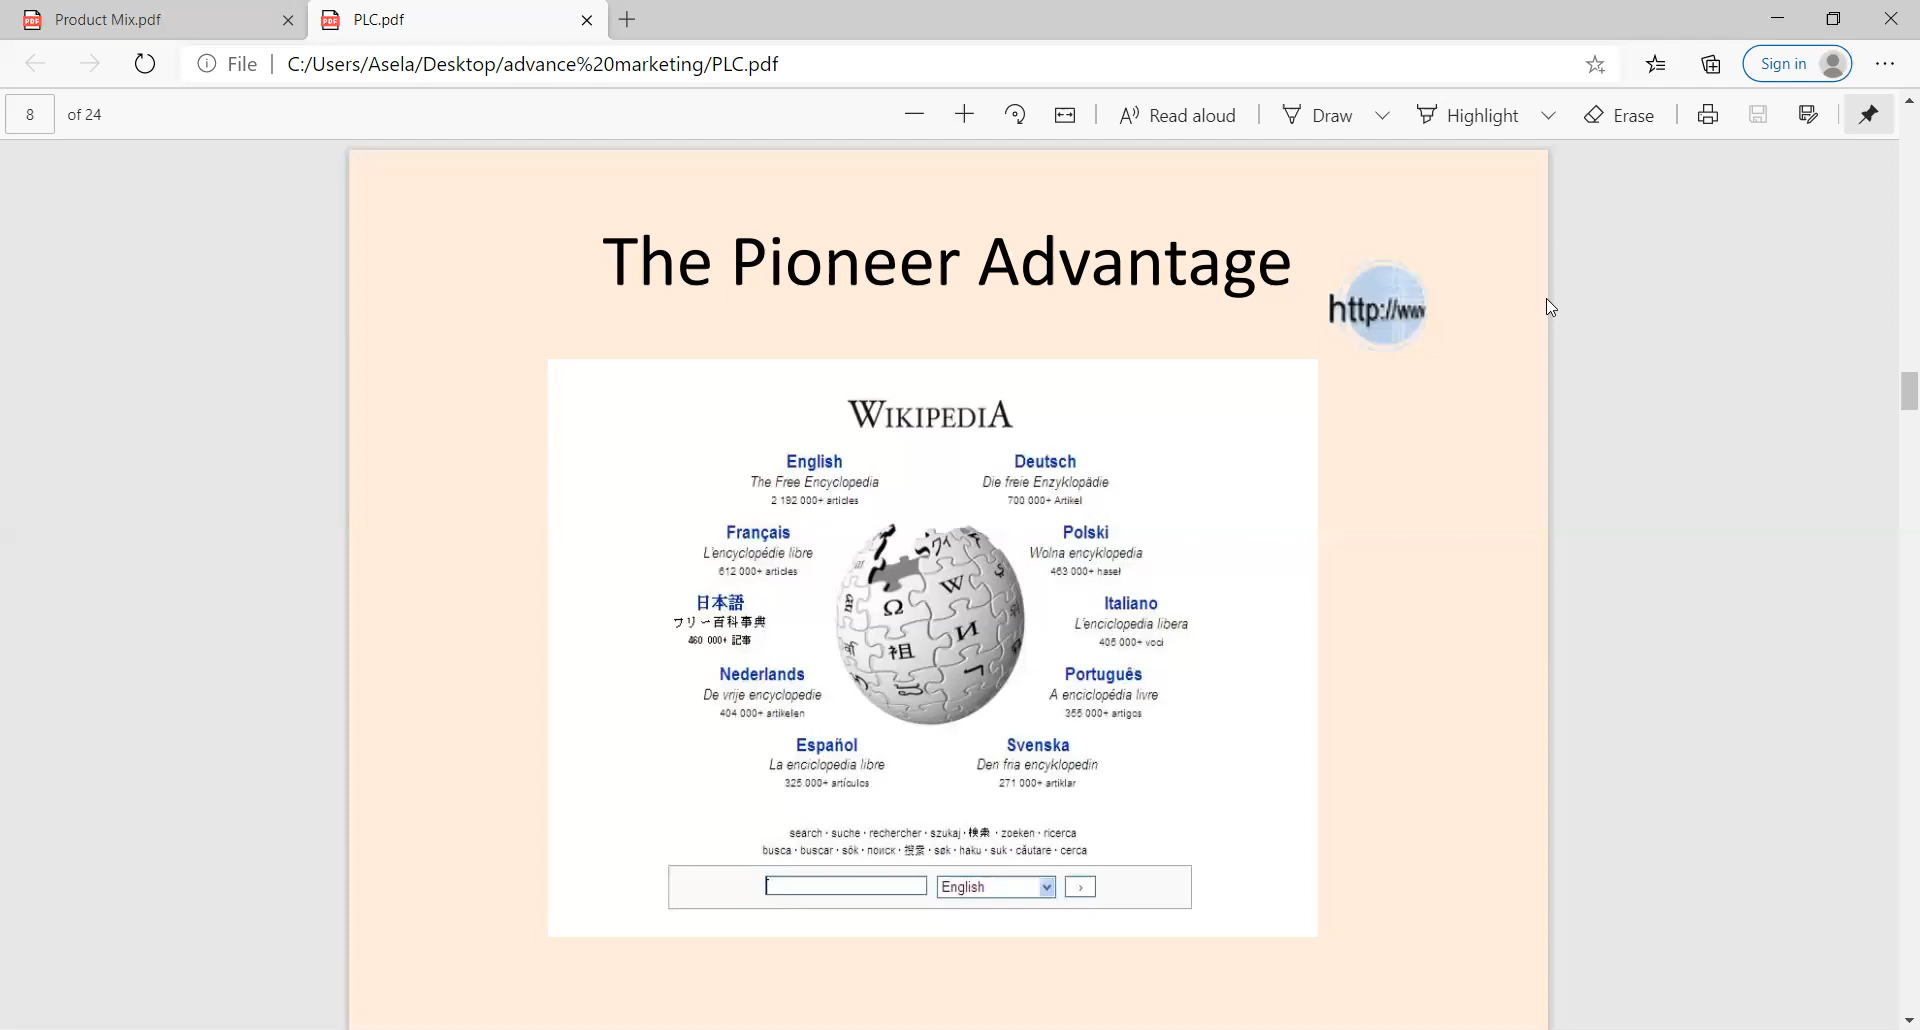 Product Mix.pdf
PLC.pdf
File
C:/Users/Asela/Desktop/advance%20marketing/PLC.pdf
Sign in
8 of 24
Read aloud
Draw
Highlight
Erase
The Pioneer Advantage
http://www
WIKIPEDIA
English
The Free Encyclopedia
2 192 000+ articles
Deutsch
Die freie Enzyklopädie
700 000+ Artikel
Français
L'encyclopédie libre
612 000+ articles
Polski
Wolna encyklopedia
463 000+ haseł
日本語
フリー百科事典
460 000+ 記事
Italiano
L'enciclopedia libera
405 000+ voci
Nederlands
De vrije encyclopedie
404 000+ artikelen
Português
A enciclopédia livre
355 000+ artigos
Español
La enciclopedia libre
325 000+ artículos
Svenska
Den fria encyklopedin
271 000+ artiklar
Ω
W
И
祖
search · suche · rechercher · szukaj · 検索 · zoeken · ricerca
busca · buscar · sök · поиск · 搜索 · søk · haku · suk · căutare · cerca
English